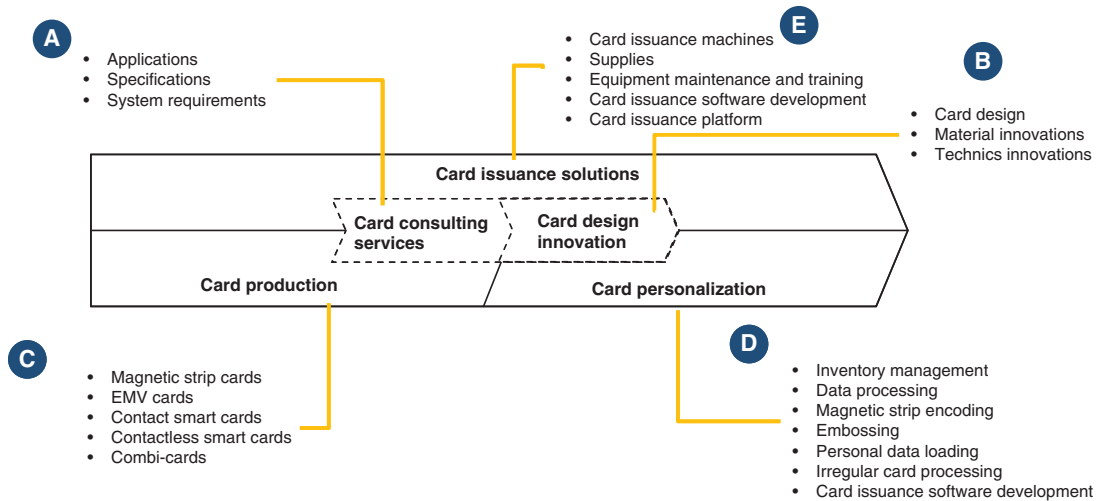 A
• Applications
• Specifications
• System requirements
E
• Card issuance machines
• Supplies
• Equipment maintenance and training
• Card issuance software development
• Card issuance platform
B
• Card design
• Material innovations
• Technics innovations
Card issuance solutions
Card consulting
services
Card design
innovation
Card production
Card personalization
C
• Magnetic strip cards
• EMV cards
• Contact smart cards
• Contactless smart cards
• Combi-cards
D
• Inventory management
• Data processing
• Magnetic strip encoding
• Embossing
• Personal data loading
• Irregular card processing
• Card issuance software development